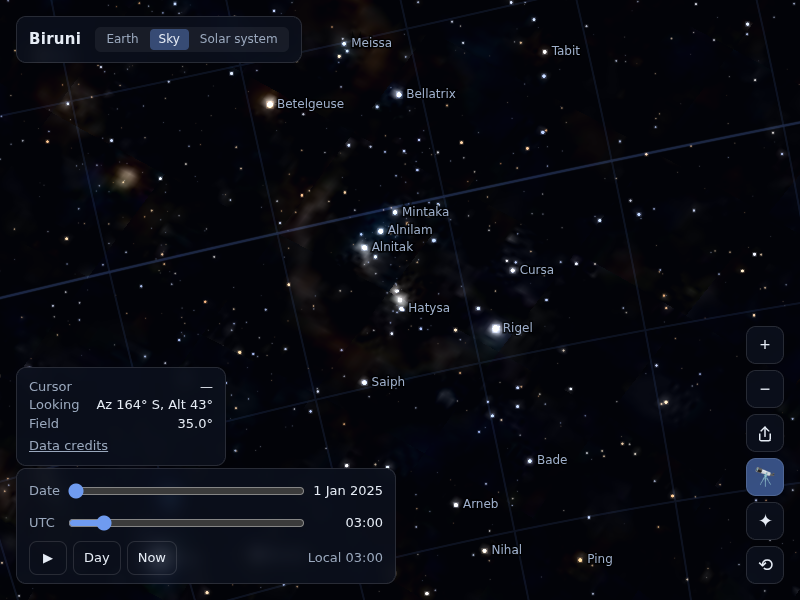 Biruni Earth Sky Solar system
Meissa
Tabit
Bellatrix
Betelgeuse
Mintaka
Alnilam
Alnitak
Cursa
Hatysa
Rigel
Saiph
Cursor —
Looking Az 164° S, Alt 43°
Field 35.0°
Data credits
Bade
Arneb
Nihal
Ping
Date 1 Jan 2025
UTC 03:00
Day Now Local 03:00